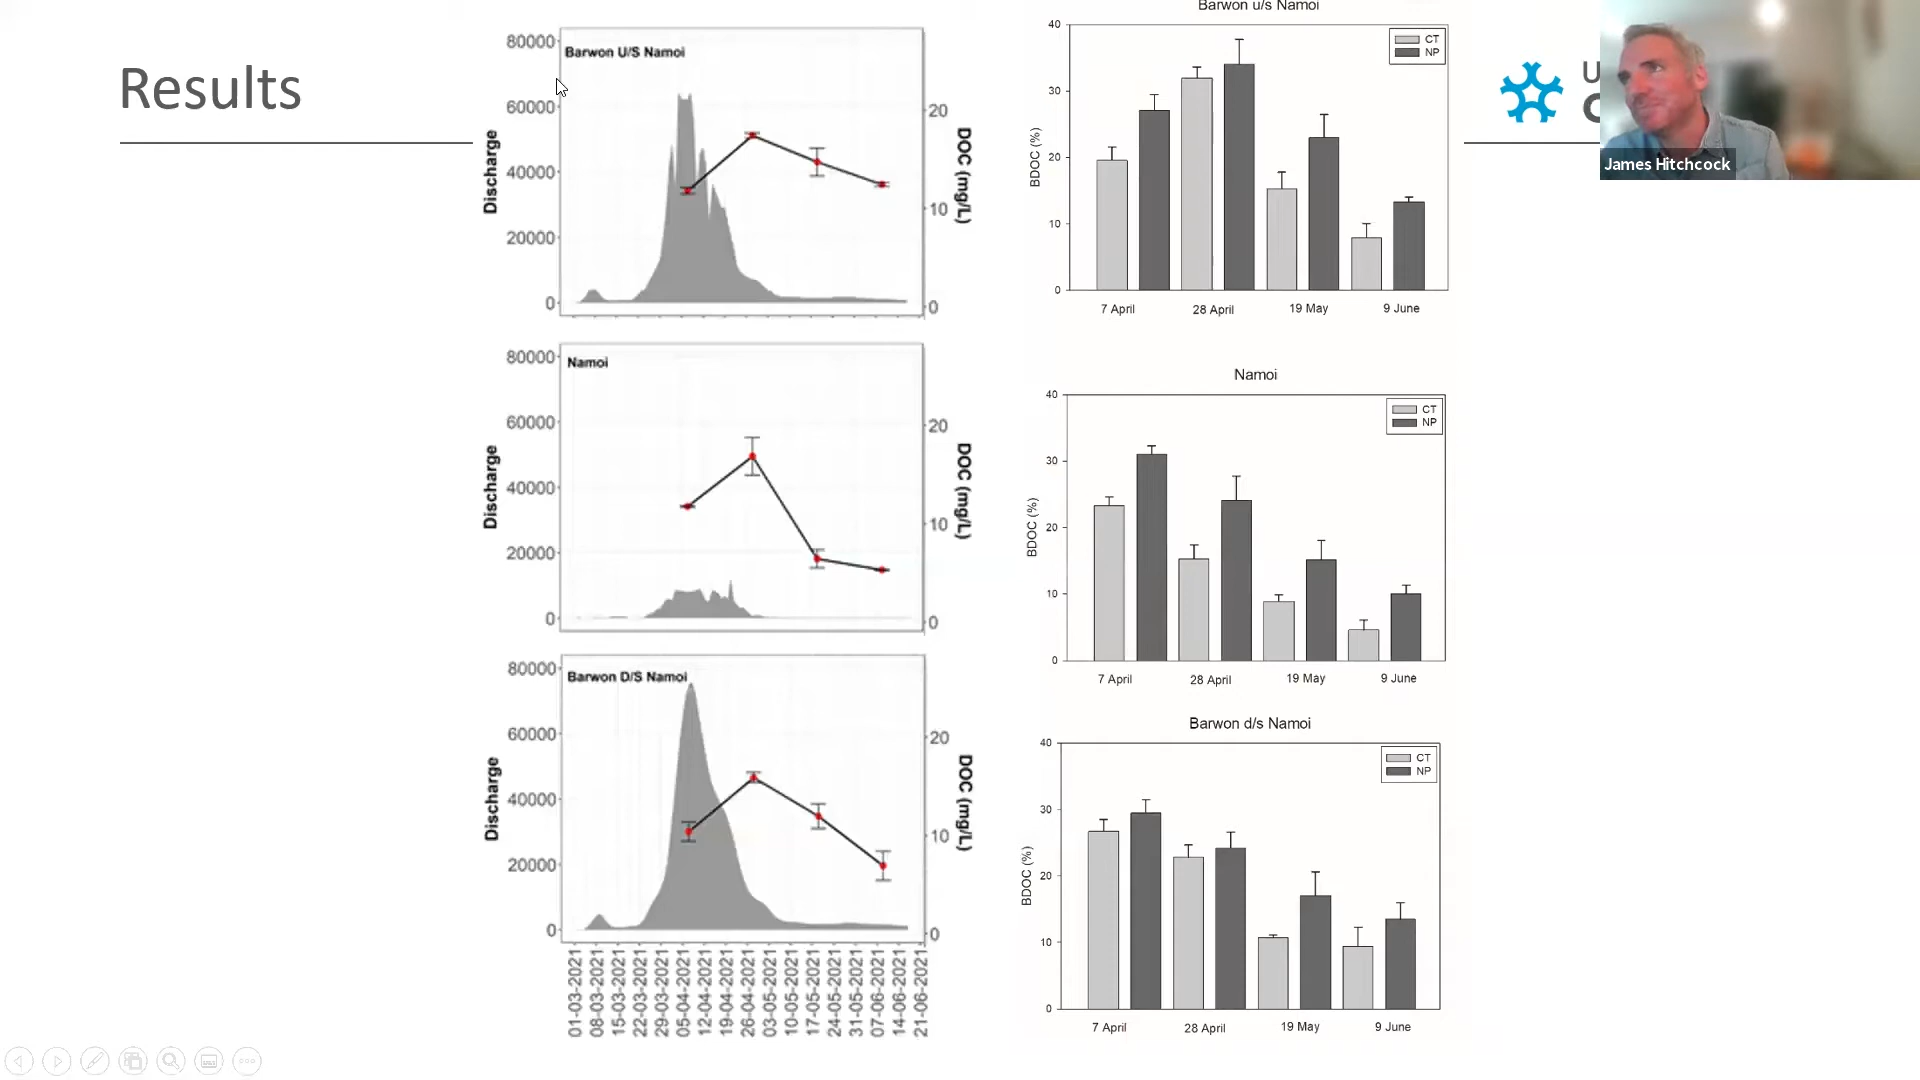 Results
Barwon U/S Namoi
80000
60000
40000
20000
0
Discharge
20
10
0
DOC (mg/L)
Namoi
80000
60000
40000
20000
0
Discharge
20
10
0
DOC (mg/L)
Barwon D/S Namoi
80000
60000
40000
20000
0
Discharge
20
10
0
DOC (mg/L)
01-03-2021
08-03-2021
15-03-2021
22-03-2021
29-03-2021
05-04-2021
12-04-2021
19-04-2021
26-04-2021
03-05-2021
10-05-2021
17-05-2021
24-05-2021
31-05-2021
07-06-2021
14-06-2021
21-06-2021
Barwon u/s Namoi
40
30
20
10
0
BDOC (%)
CT
NP
7 April
28 April
19 May
9 June
Namoi
40
30
20
10
0
BDOC (%)
CT
NP
7 April
28 April
19 May
9 June
Barwon d/s Namoi
40
30
20
10
0
BDOC (%)
CT
NP
7 April
28 April
19 May
9 June
James Hitchcock